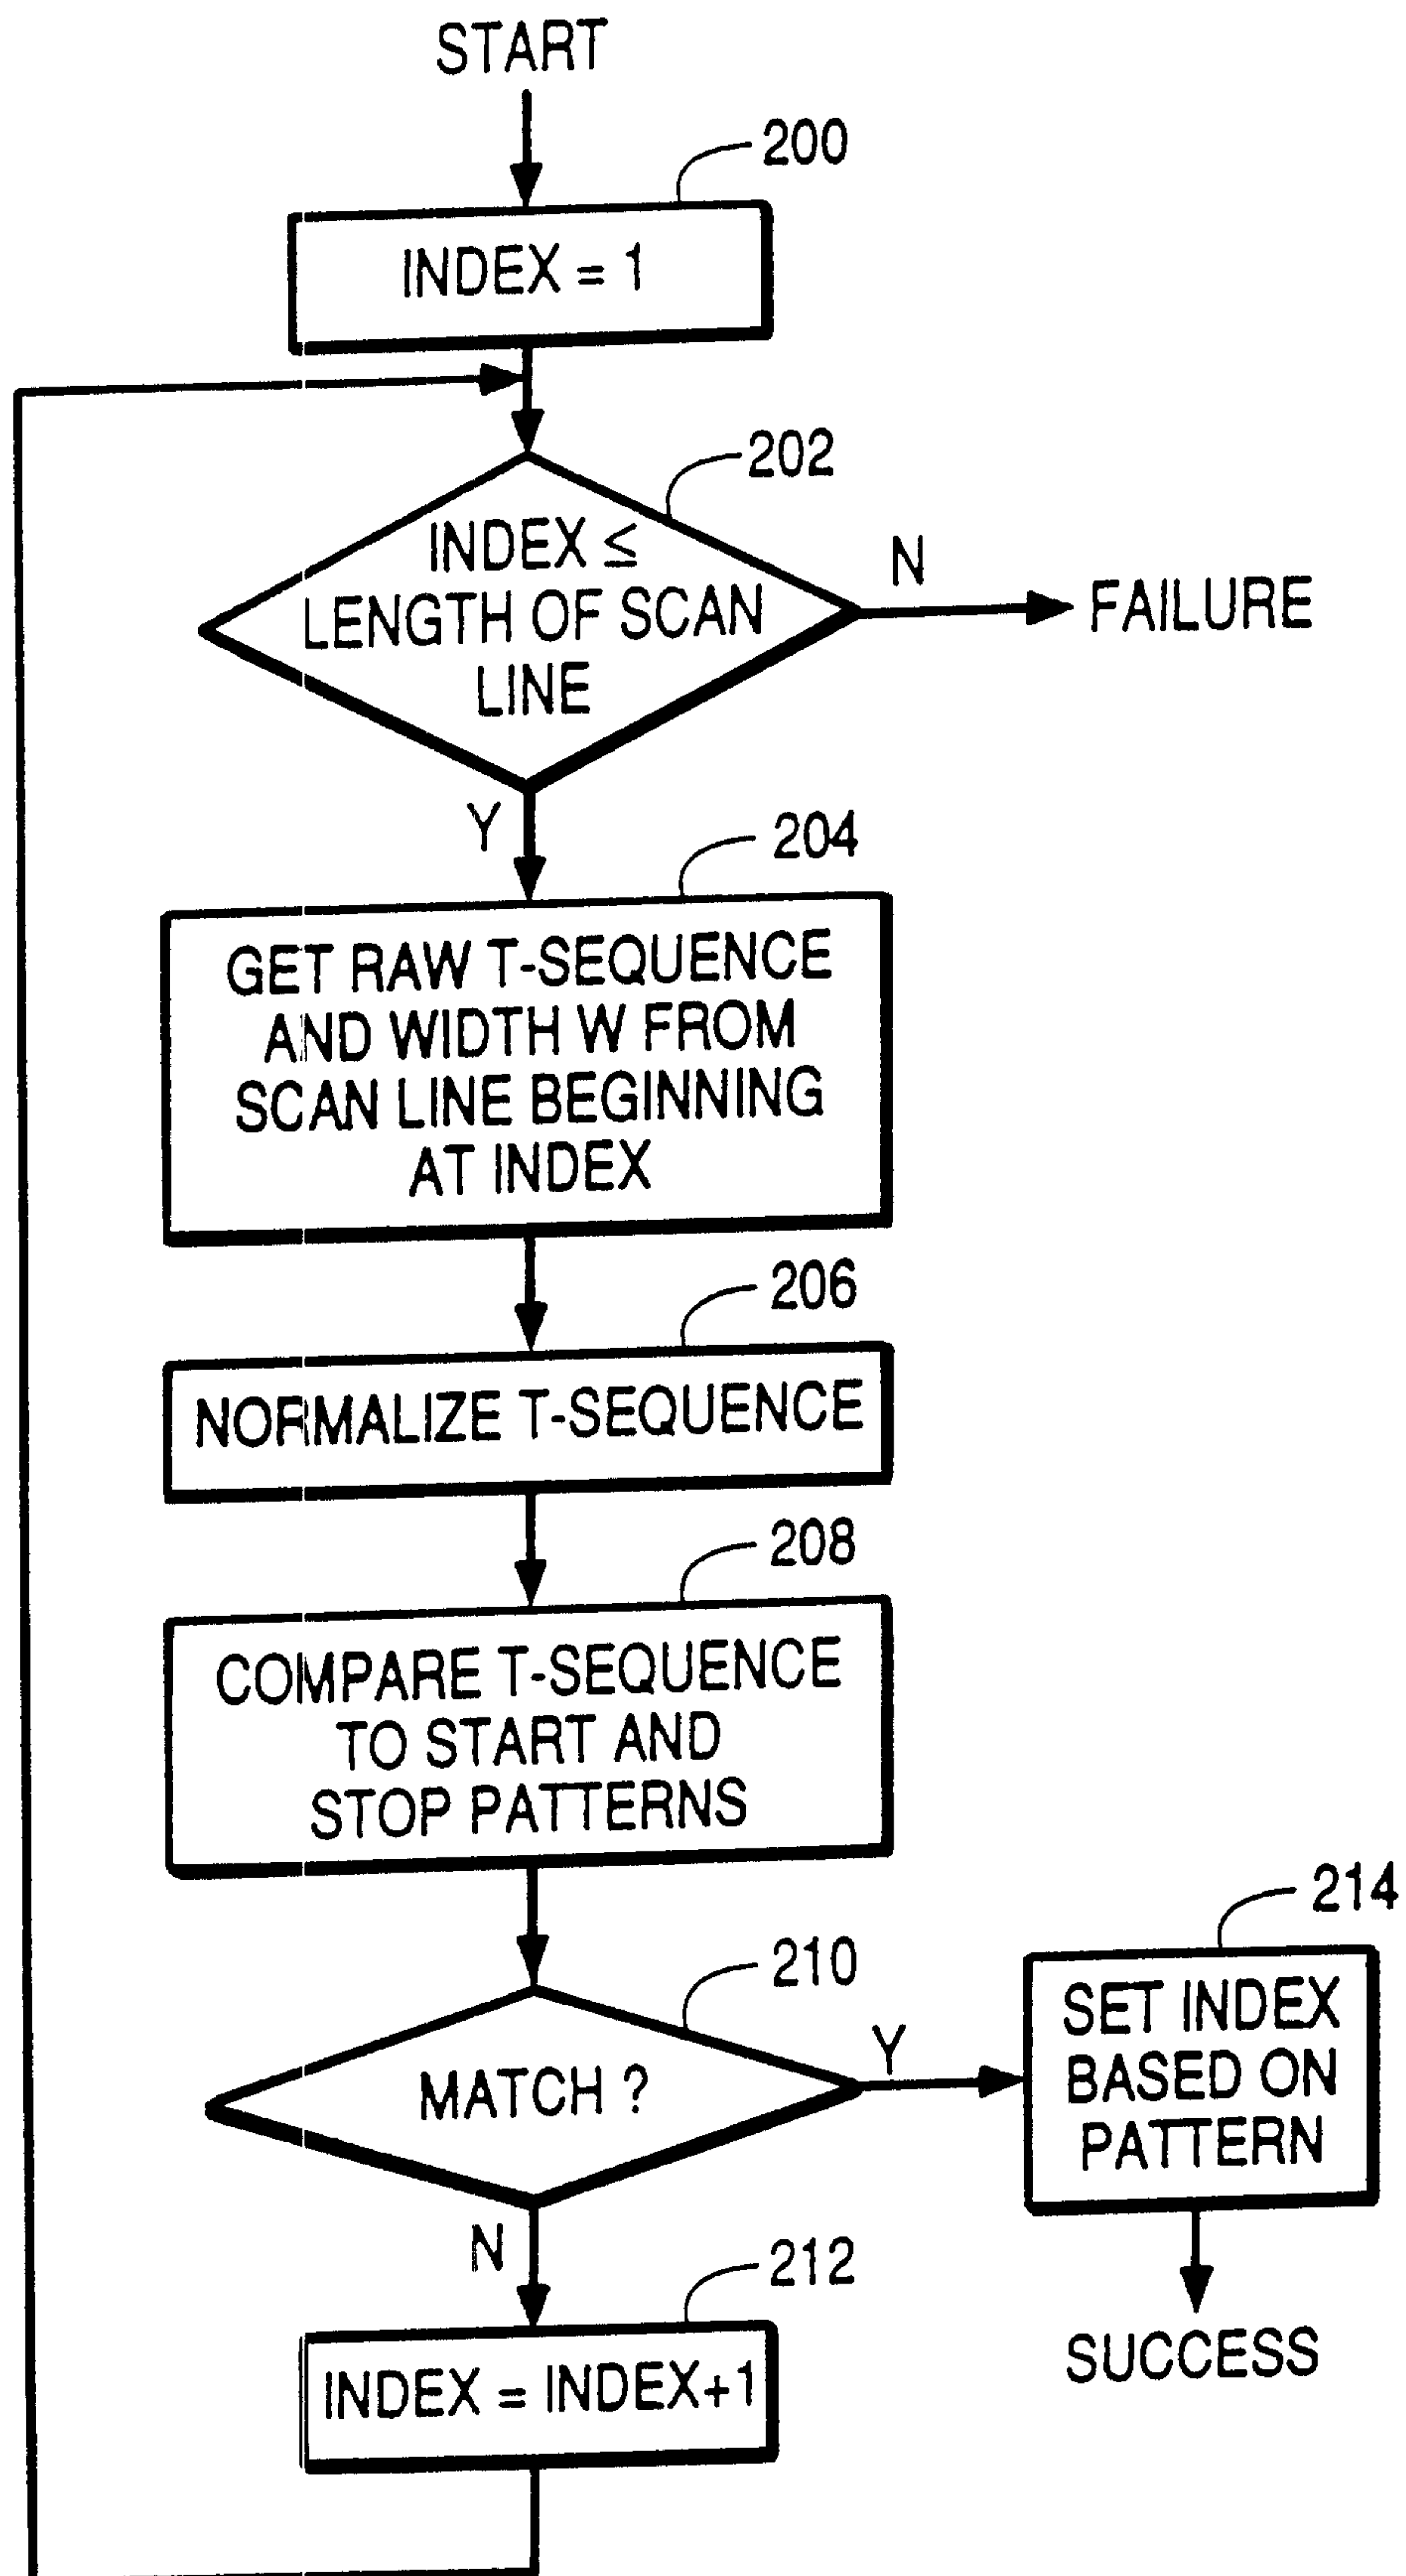 START
200
INDEX = 1
202
INDEX ≤
LENGTH OF SCAN
LINE
N
FAILURE
Y
204
GET RAW T-SEQUENCE
AND WIDTH W FROM
SCAN LINE BEGINNING
AT INDEX
206
NORMALIZE T-SEQUENCE
208
COMPARE T-SEQUENCE
TO START AND
STOP PATTERNS
210
MATCH ?
Y
214
SET INDEX
BASED ON
PATTERN
SUCCESS
N
212
INDEX = INDEX+1